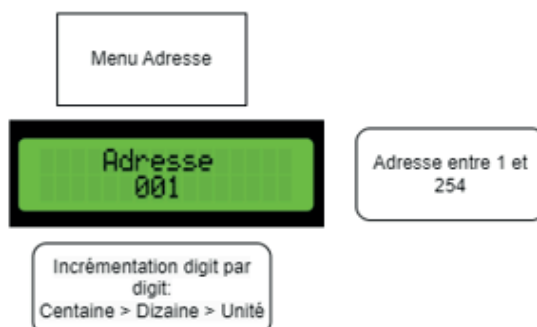 Menu Adresse
Adresse
001
Adresse entre 1 et
254
Incrémentation digit par
digit:
Centaine > Dizaine > Unité